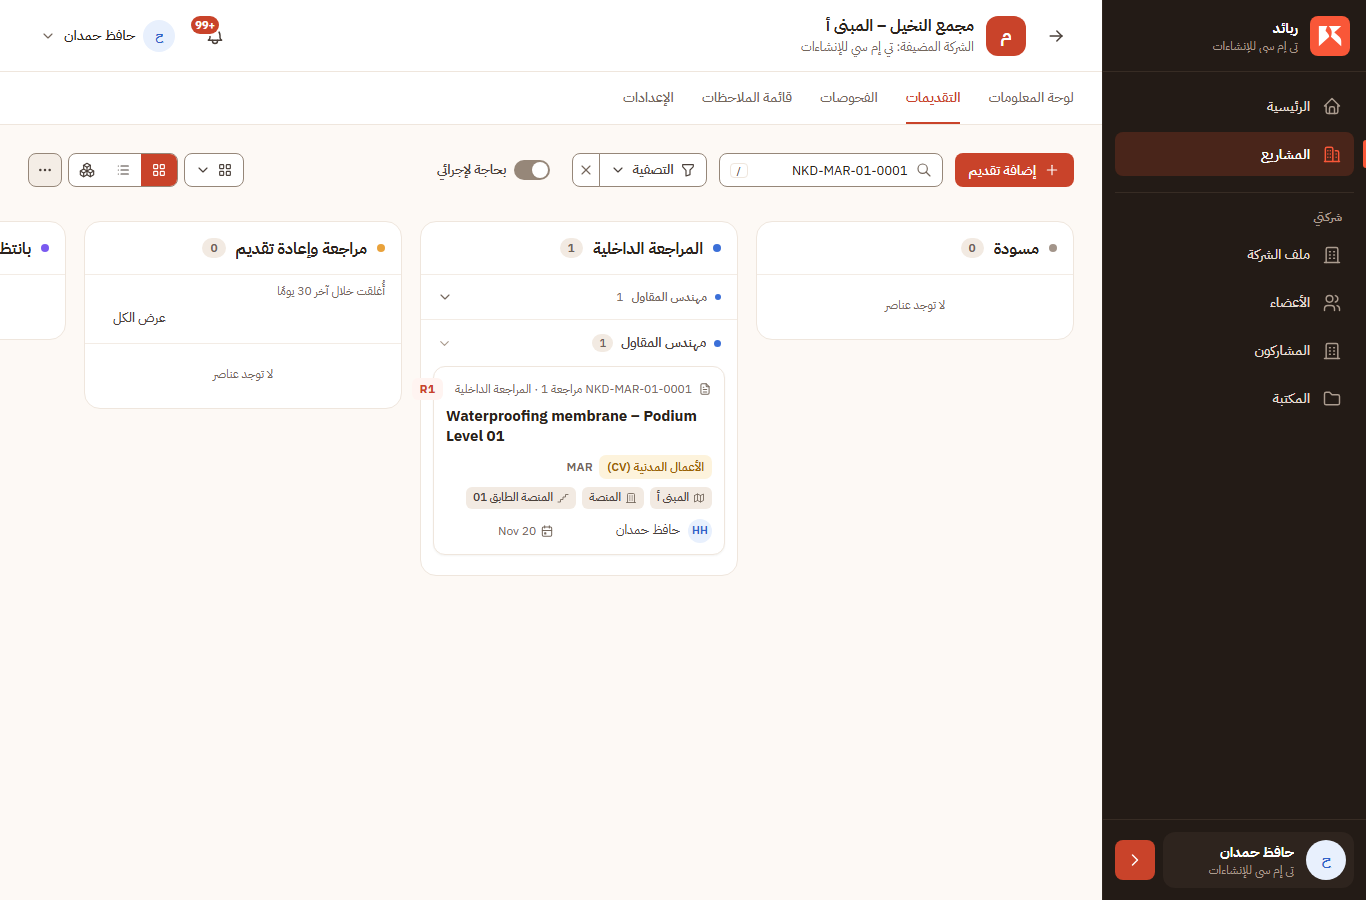 ربائد
تي إم سي للإنشاءات
الرئيسية
المشاريع
شركتي
ملف الشركة
الأعضاء
المشاركون
المكتبة
ح
حافظ حمدان
تي إم سي للإنشاءات
م
مجمع النخيل – المبنى أ
الشركة المضيفة: تي إم سي للإنشاءات
99+
ح
حافظ حمدان
لوحة المعلومات
التقديمات
الفحوصات
قائمة الملاحظات
الإعدادات
إضافة تقديم
NKD-MAR-01-0001
/
التصفية
بحاجة لإجرائي
مسودة
0
لا توجد عناصر
المراجعة الداخلية
1
مهندس المقاول 1
مهندس المقاول
1
NKD-MAR-01-0001 مراجعة 1 · المراجعة الداخلية
R1
Waterproofing membrane – Podium
Level 01
الأعمال المدنية (CV)
MAR
المبنى أ
المنصة
المنصة الطابق 01
HH
حافظ حمدان
Nov 20
مراجعة وإعادة تقديم
0
أُغلقت خلال آخر 30 يومًا
عرض الكل
لا توجد عناصر